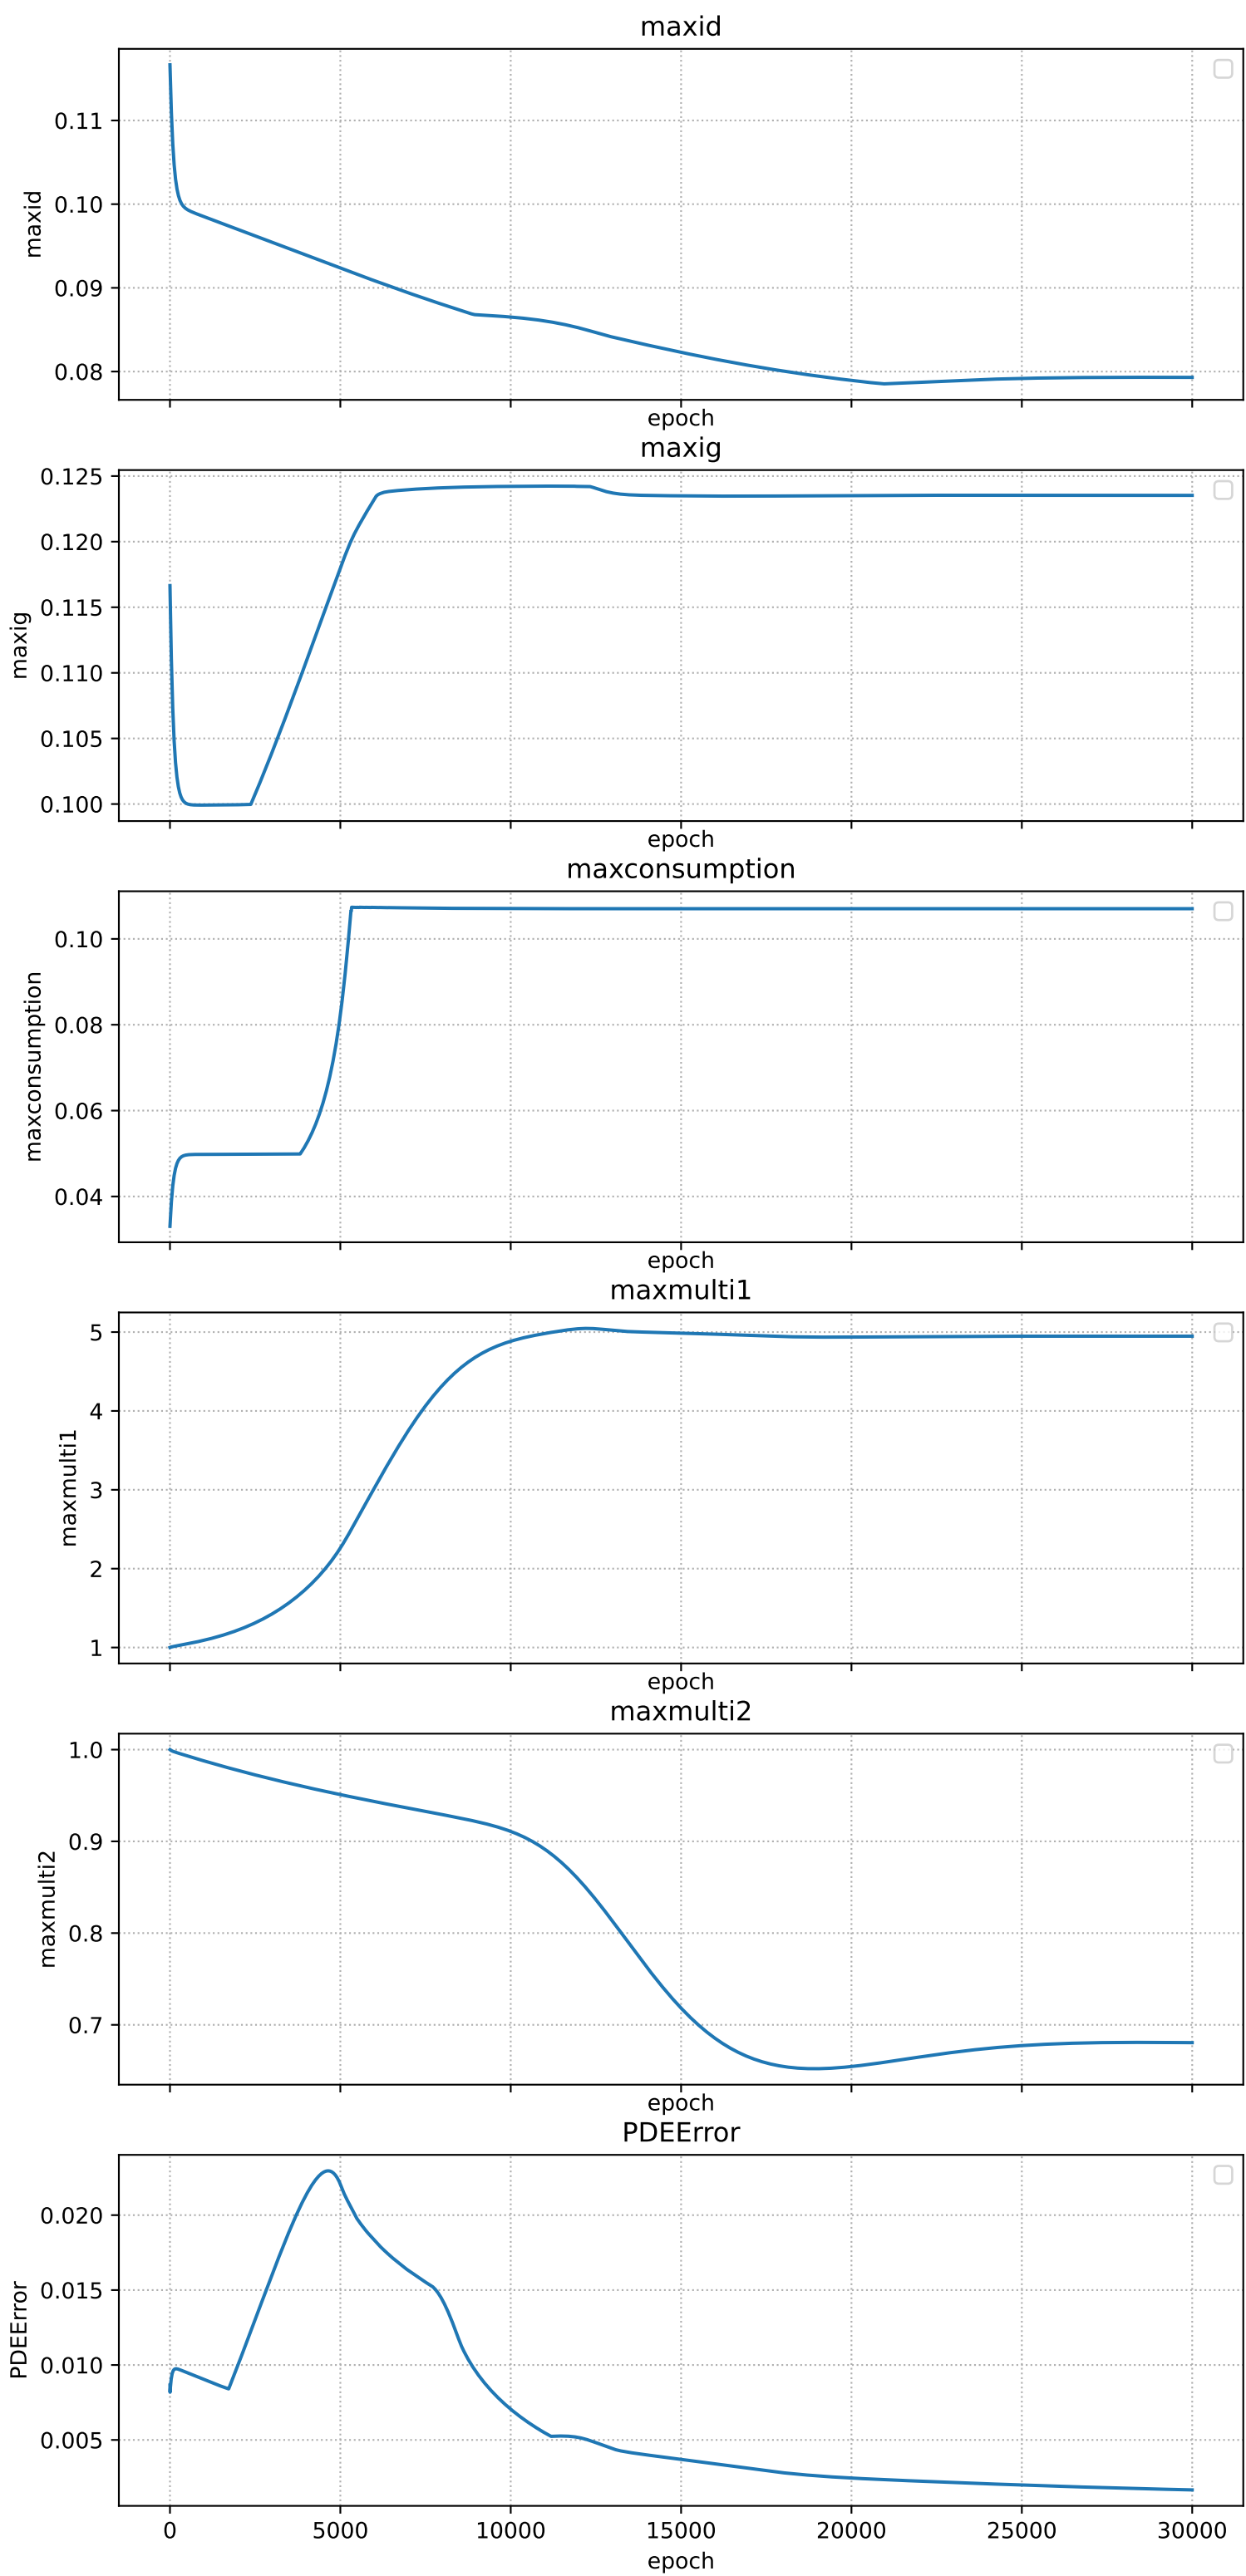 maxid
0.11
0.10
0.09
0.08
maxid
epoch
maxig
0.125
0.120
0.115
0.110
0.105
0.100
maxig
epoch
maxconsumption
0.10
0.08
0.06
0.04
maxconsumption
epoch
maxmulti1
5
4
3
2
1
maxmulti1
epoch
maxmulti2
1.0
0.9
0.8
0.7
maxmulti2
epoch
PDEError
0.020
0.015
0.010
0.005
PDEError
0 5000 10000 15000 20000 25000 30000
epoch